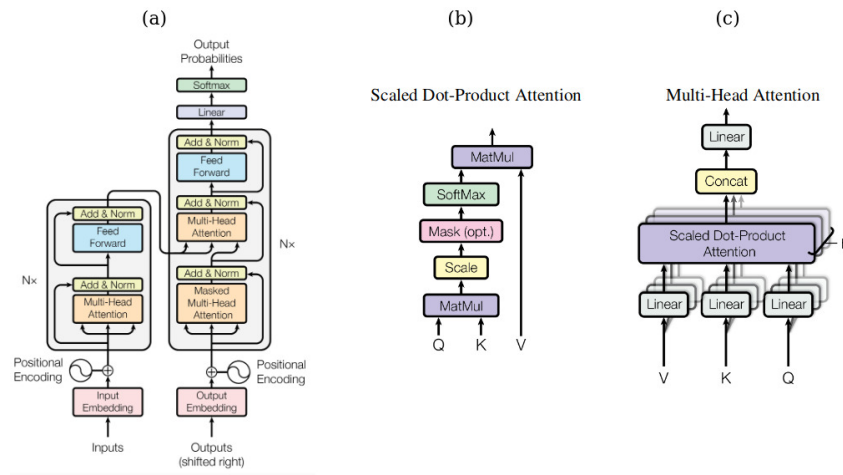 (a)
Output
Probabilities
Softmax
Linear
Add & Norm
Feed
Forward
Add & Norm
Multi-Head
Attention
Add & Norm
Masked
Multi-Head
Attention
Nx
Add & Norm
Feed
Forward
Add & Norm
Multi-Head
Attention
Nx
Positional
Encoding
Positional
Encoding
Input
Embedding
Output
Embedding
Inputs
Outputs
(shifted right)
(b)
Scaled Dot-Product Attention
MatMul
SoftMax
Mask (opt.)
Scale
MatMul
Q K V
(c)
Multi-Head Attention
Linear
Concat
Scaled Dot-Product
Attention
Linear Linear Linear
V K Q